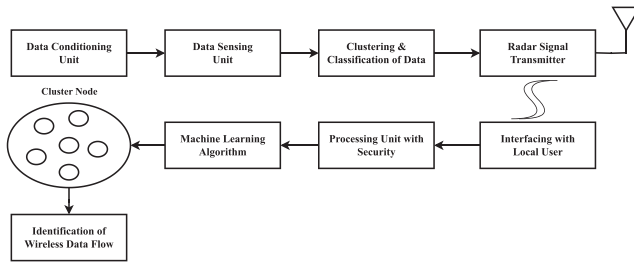 Data Conditioning
Unit
Data Sensing
Unit
Clustering &
Classification of Data
Radar Signal
Transmitter
Cluster Node
Machine Learning
Algorithm
Processing Unit with
Security
Interfacing with
Local User
Identification of
Wireless Data Flow